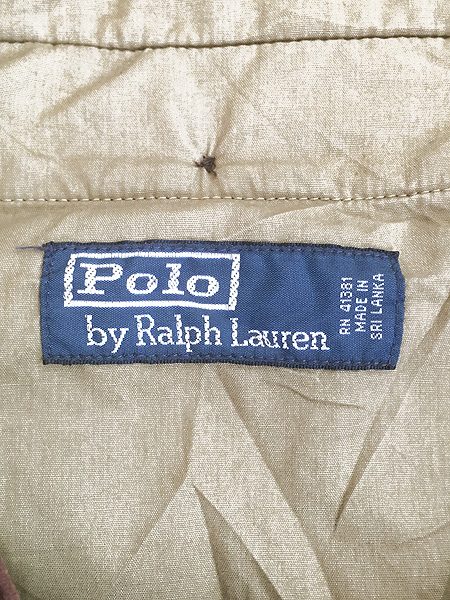 Polo
by Ralph Lauren
RN 41381
MADE IN
SRI LANKA